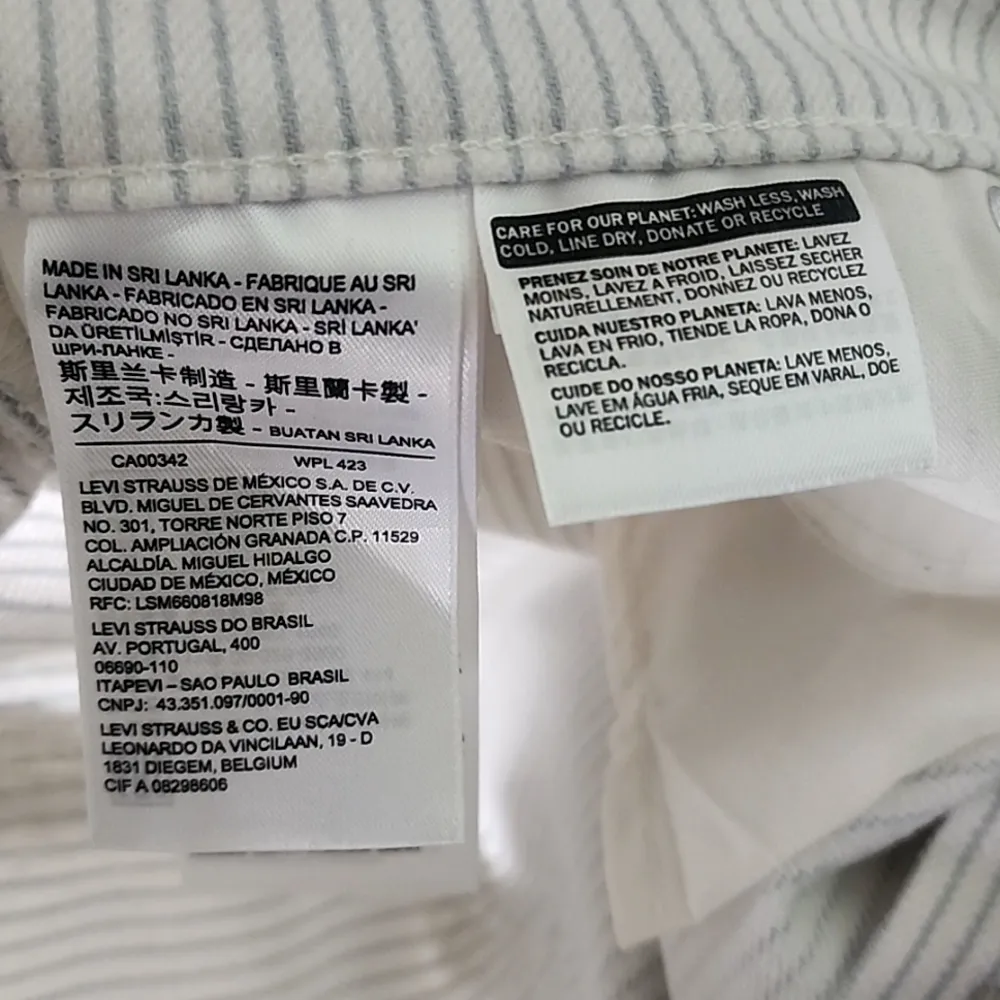 MADE IN SRI LANKA - FABRIQUE AU SRI
LANKA - FABRICADO EN SRI LANKA -
FABRICADO NO SRI LANKA - SRİ LANKA'
DA ÜRETİLMİŞTİR - СДЕЛАНО В
ШРИ-ЛАНКЕ -
斯里兰卡制造 - 斯里蘭卡製 -
제조국:스리랑카 -
スリランカ製 - BUATAN SRI LANKA
CA00342 WPL 423
LEVI STRAUSS DE MÉXICO S.A. DE C.V.
BLVD. MIGUEL DE CERVANTES SAAVEDRA
NO. 301, TORRE NORTE PISO 7
COL. AMPLIACIÓN GRANADA C.P. 11529
ALCALDÍA. MIGUEL HIDALGO
CIUDAD DE MÉXICO, MÉXICO
RFC: LSM660818M98
LEVI STRAUSS DO BRASIL
AV. PORTUGAL, 400
06690-110
ITAPEVI – SAO PAULO BRASIL
CNPJ: 43.351.097/0001-90
LEVI STRAUSS & CO. EU SCA/CVA
LEONARDO DA VINCILAAN, 19 - D
1831 DIEGEM, BELGIUM
CIF A 08298606
CARE FOR OUR PLANET: WASH LESS, WASH
COLD, LINE DRY, DONATE OR RECYCLE
PRENEZ SOIN DE NOTRE PLANETE: LAVEZ
MOINS, LAVEZ A FROID, LAISSEZ SECHER
NATURELLEMENT, DONNEZ OU RECYCLEZ
CUIDA NUESTRO PLANETA: LAVA MENOS,
LAVA EN FRIO, TIENDE LA ROPA, DONA O
RECICLA.
CUIDE DO NOSSO PLANETA: LAVE MENOS,
LAVE EM ÁGUA FRIA, SEQUE EM VARAL, DOE
OU RECICLE.